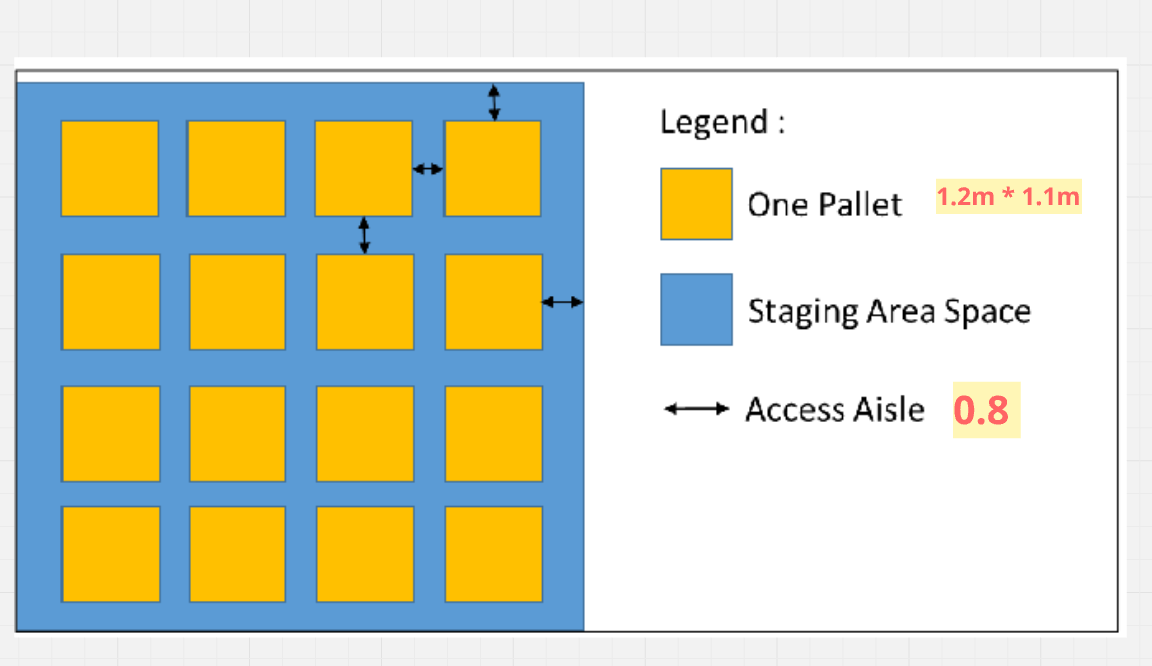 Legend :
One Pallet 1.2m * 1.1m
Staging Area Space
Access Aisle 0.8